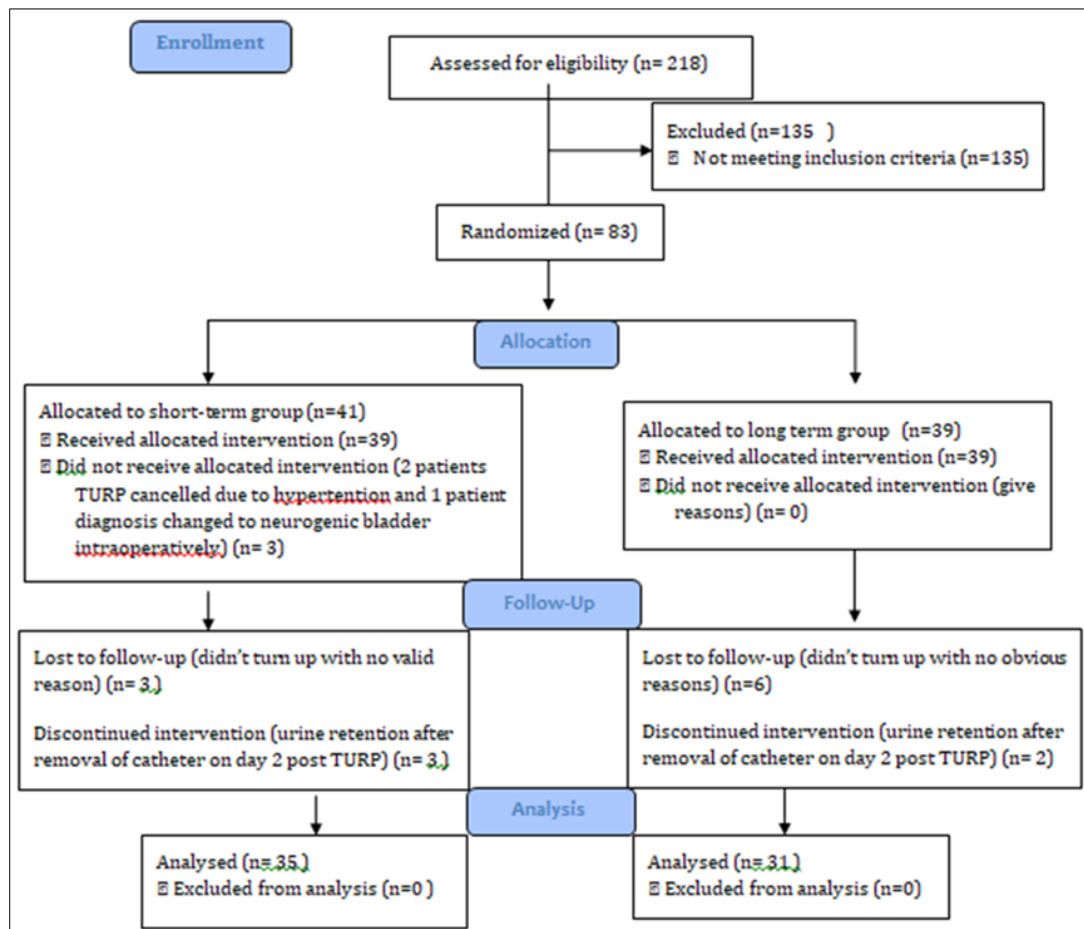 Enrollment
Assessed for eligibility (n= 218)
Excluded (n=135 )
⍰ Not meeting inclusion criteria (n=135)
Randomized (n= 83)
Allocation
Allocated to short-term group (n=41)
⍰ Received allocated intervention (n=39)
⍰ Did not receive allocated intervention (2 patients
TURP cancelled due to hypertention and 1 patient
diagnosis changed to neurogenic bladder
intraoperatively) (n= 3)
Allocated to long term group (n=39)
⍰ Received allocated intervention (n=39)
⍰ Did not receive allocated intervention (give
reasons) (n= 0)
Follow-Up
Lost to follow-up (didn’t turn up with no valid
reason) (n= 3 )
Discontinued intervention (urine retention after
removal of catheter on day 2 post TURP) (n= 3 )
Lost to follow-up (didn’t turn up with no obvious
reasons) (n=6)
Discontinued intervention (urine retention after
removal of catheter on day 2 post TURP) (n= 2)
Analysis
Analysed (n= 35 )
⍰ Excluded from analysis (n=0 )
Analysed (n= 31 )
⍰ Excluded from analysis (n=0)